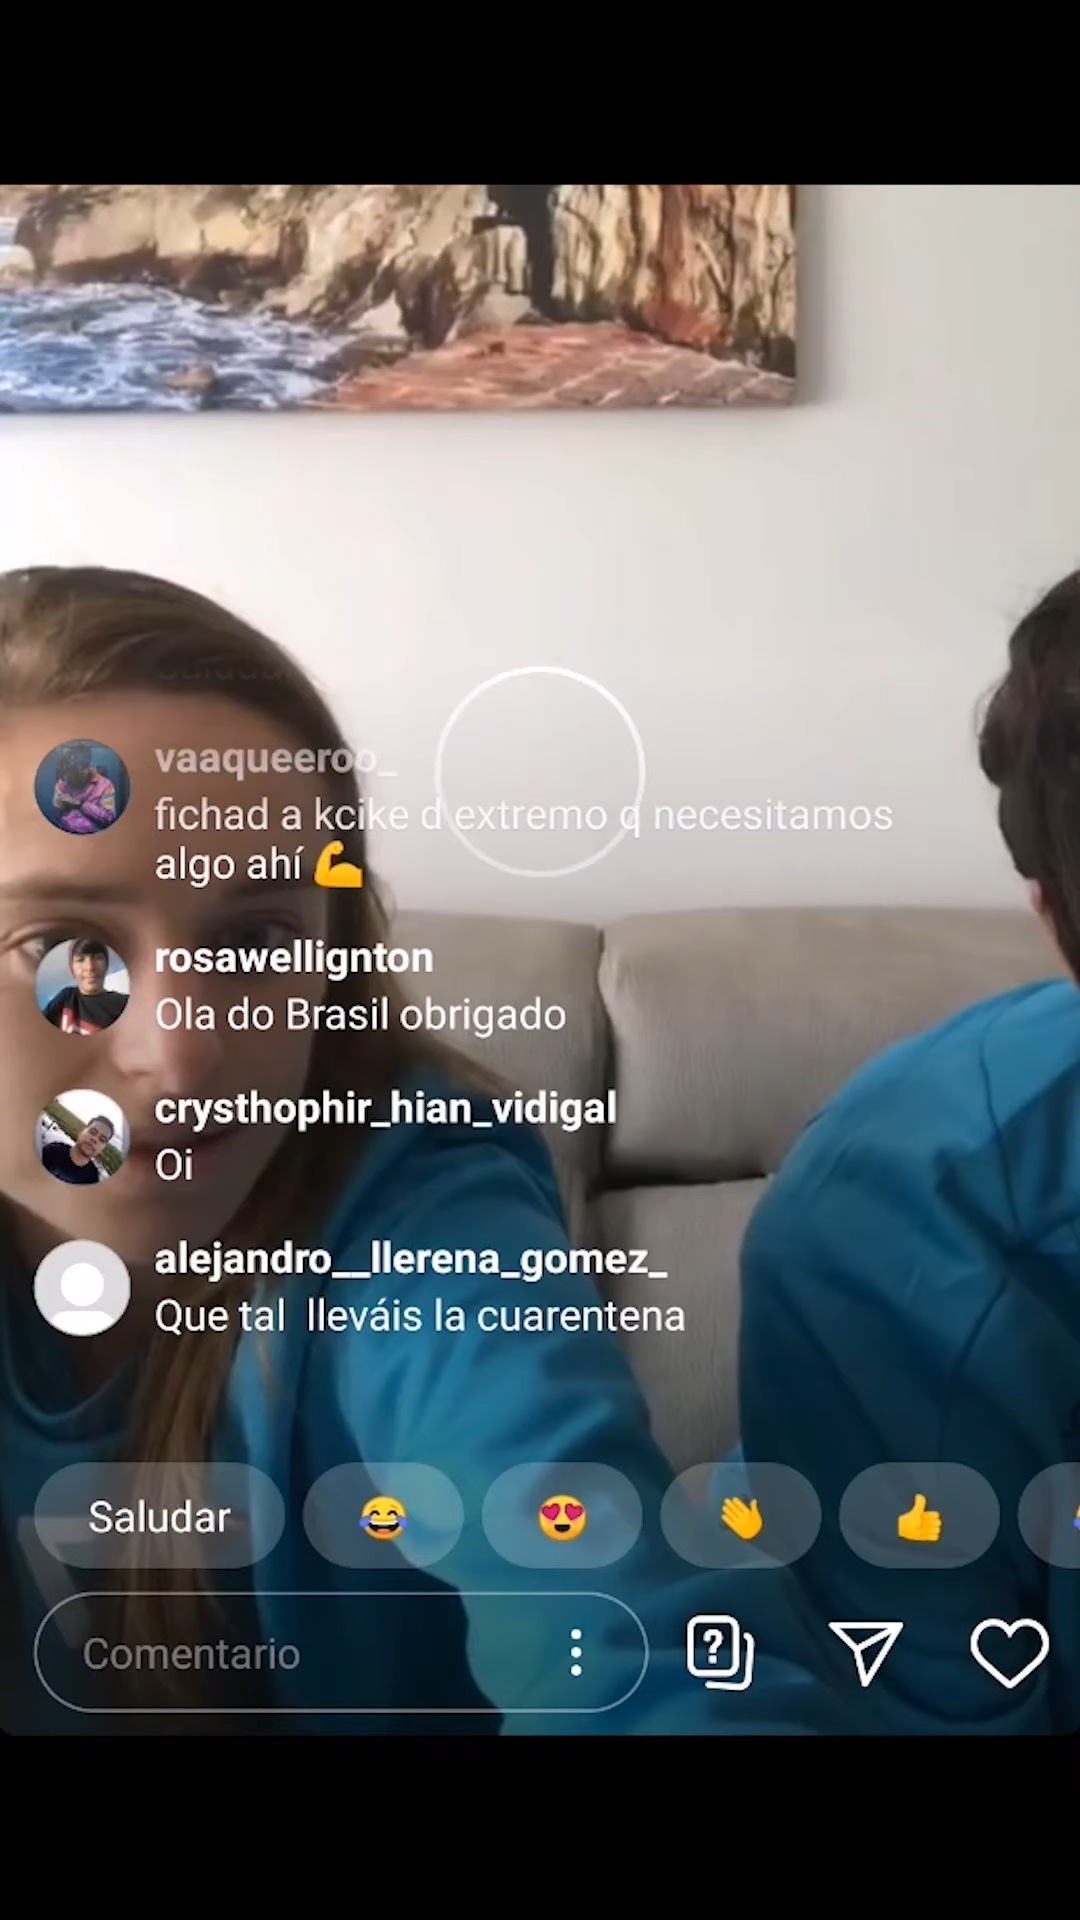 vaaqueeroo_
fichad a kcike d extremo q necesitamos
algo ahí 💪
rosawellignton
Ola do Brasil obrigado
crysthophir_hian_vidigal
Oi
alejandro__llerena_gomez_
Que tal  lleváis la cuarentena
Saludar
Comentario